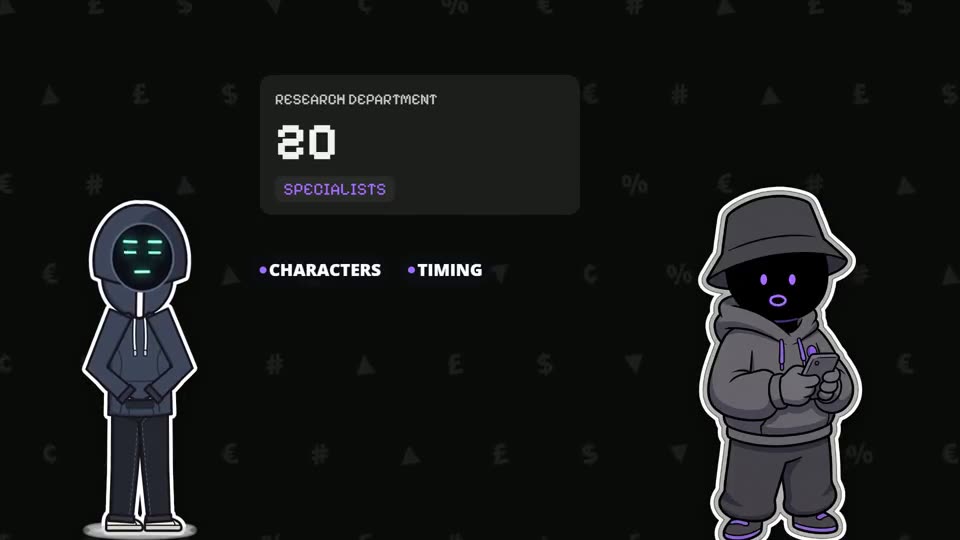 RESEARCH DEPARTMENT
20
SPECIALISTS
•CHARACTERS •TIMING